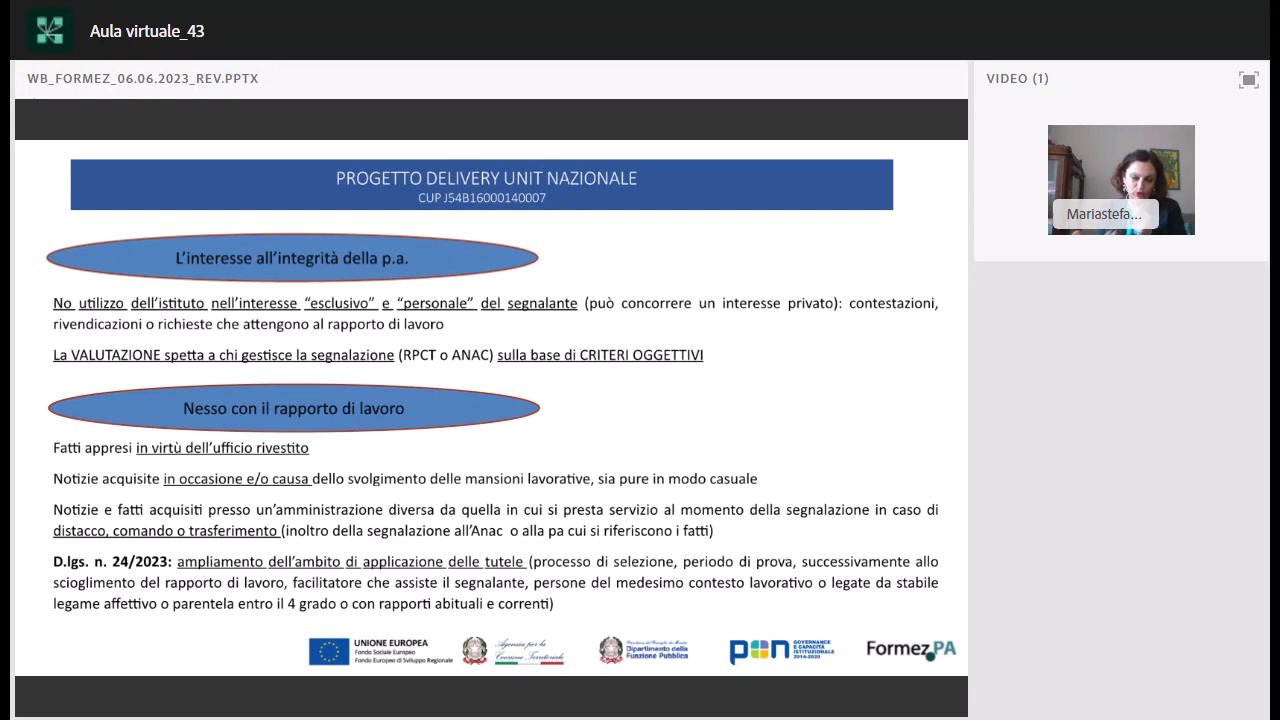 Aula virtuale_43
WB_FORMEZ_06.06.2023_REV.PPTX
VIDEO (1)
Mariastefa...
PROGETTO DELIVERY UNIT NAZIONALE
CUP J54B16000140007
L'interesse all'integrità della p.a.
No utilizzo dell'istituto nell'interesse “esclusivo” e “personale” del segnalante (può concorrere un interesse privato): contestazioni,
rivendicazioni o richieste che attengono al rapporto di lavoro
La VALUTAZIONE spetta a chi gestisce la segnalazione (RPCT o ANAC) sulla base di CRITERI OGGETTIVI
Nesso con il rapporto di lavoro
Fatti appresi in virtù dell'ufficio rivestito
Notizie acquisite in occasione e/o causa dello svolgimento delle mansioni lavorative, sia pure in modo casuale
Notizie e fatti acquisiti presso un'amministrazione diversa da quella in cui si presta servizio al momento della segnalazione in caso di
distacco, comando o trasferimento (inoltro della segnalazione all'Anac o alla pa cui si riferiscono i fatti)
D.lgs. n. 24/2023: ampliamento dell'ambito di applicazione delle tutele (processo di selezione, periodo di prova, successivamente allo
scioglimento del rapporto di lavoro, facilitatore che assiste il segnalante, persone del medesimo contesto lavorativo o legate da stabile
legame affettivo o parentela entro il 4 grado o con rapporti abituali e correnti)
UNIONE EUROPEA
Fondo Sociale Europeo
Fondo Europeo di Sviluppo Regionale
Agenzia per la
Coesione Territoriale
Presidenza del Consiglio dei Ministri
Dipartimento della
Funzione Pubblica
pon
GOVERNANCE
E CAPACITÀ
ISTITUZIONALE
2014-2020
Formez PA